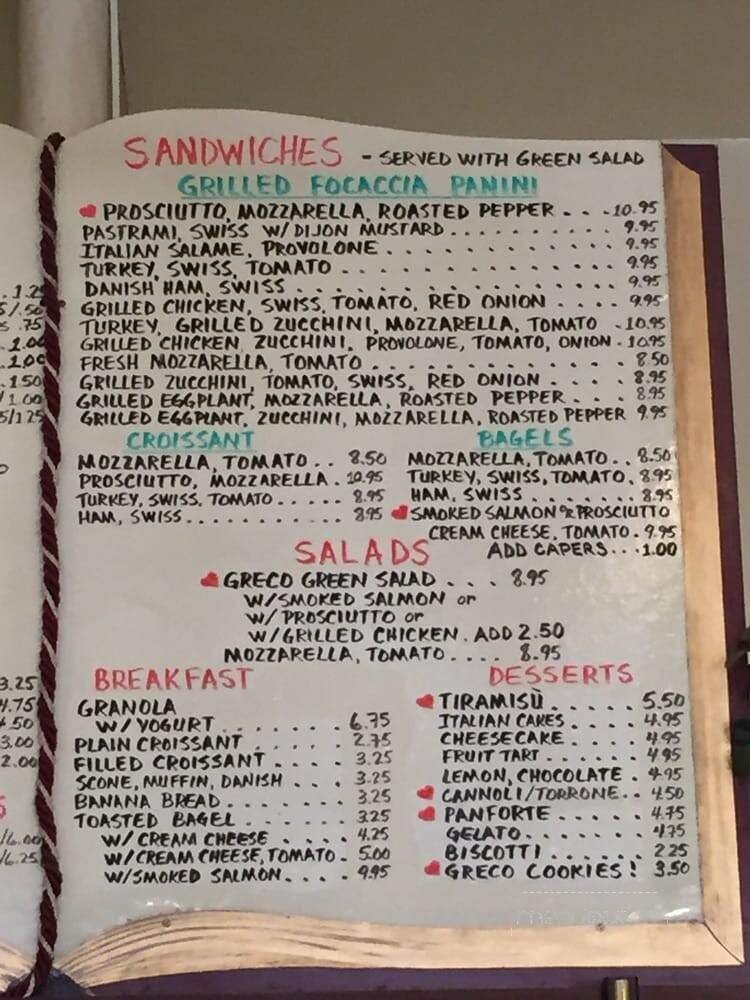 SANDWICHES - SERVED WITH GREEN SALAD
GRILLED FOCACCIA PANINI
PROSCIUTTO, MOZZARELLA, ROASTED PEPPER . . . 10.95
PASTRAMI, SWISS W/ DIJON MUSTARD . . . . . . . . . . 9.95
ITALIAN SALAME, PROVOLONE . . . . . . . . . . . . . 9.95
TURKEY, SWISS, TOMATO . . . . . . . . . . . . . . . 9.95
DANISH HAM, SWISS . . . . . . . . . . . . . . . . . 9.95
GRILLED CHICKEN, SWISS, TOMATO, RED ONION . . . . 9.95
TURKEY, GRILLED ZUCCHINI, MOZZARELLA, TOMATO . 10.95
GRILLED CHICKEN, ZUCCHINI, PROVOLONE, TOMATO, ONION . 10.95
FRESH MOZZARELLA, TOMATO . . . . . . . . . . . . . 8.50
GRILLED ZUCCHINI, TOMATO, SWISS, RED ONION . . . . 8.95
GRILLED EGGPLANT, MOZZARELLA, ROASTED PEPPER . . . 8.95
GRILLED EGGPLANT, ZUCCHINI, MOZZARELLA, ROASTED PEPPER 9.95
CROISSANT
MOZZARELLA, TOMATO . . 8.50
PROSCIUTTO, MOZZARELLA . 10.95
TURKEY, SWISS, TOMATO . . . . . 8.95
HAM, SWISS . . . . . . . . . . . 8.95
BAGELS
MOZZARELLA, TOMATO . . 8.50
TURKEY, SWISS, TOMATO . 8.95
HAM, SWISS . . . . . . . . 8.95
SMOKED SALMON or PROSCIUTTO
CREAM CHEESE, TOMATO . 9.95
ADD CAPERS . . . 1.00
SALADS
GRECO GREEN SALAD . . . 8.95
W/ SMOKED SALMON or
W/ PROSCIUTTO or
W/ GRILLED CHICKEN . ADD 2.50
MOZZARELLA, TOMATO . . . . 8.95
BREAKFAST
GRANOLA
W/ YOGURT . . . . . . . 6.75
PLAIN CROISSANT . . . . 2.75
FILLED CROISSANT . . . . 3.25
SCONE, MUFFIN, DANISH . . . 3.25
BANANA BREAD . . . . . . . 3.25
TOASTED BAGEL . . . . . . 3.25
W/ CREAM CHEESE . . . . 4.25
W/ CREAM CHEESE, TOMATO . 5.00
W/ SMOKED SALMON . . . . 9.95
DESSERTS
TIRAMISÙ . . . . . 5.50
ITALIAN CAKES . . . . 4.95
CHEESECAKE . . . . 4.95
FRUIT TART . . . . . 4.95
LEMON, CHOCOLATE . 4.95
CANNOLI/TORRONE . . 4.50
PANFORTE . . . . . 4.75
GELATO . . . . . . 4.75
BISCOTTI . . . . . . 2.25
GRECO COOKIES! 3.50